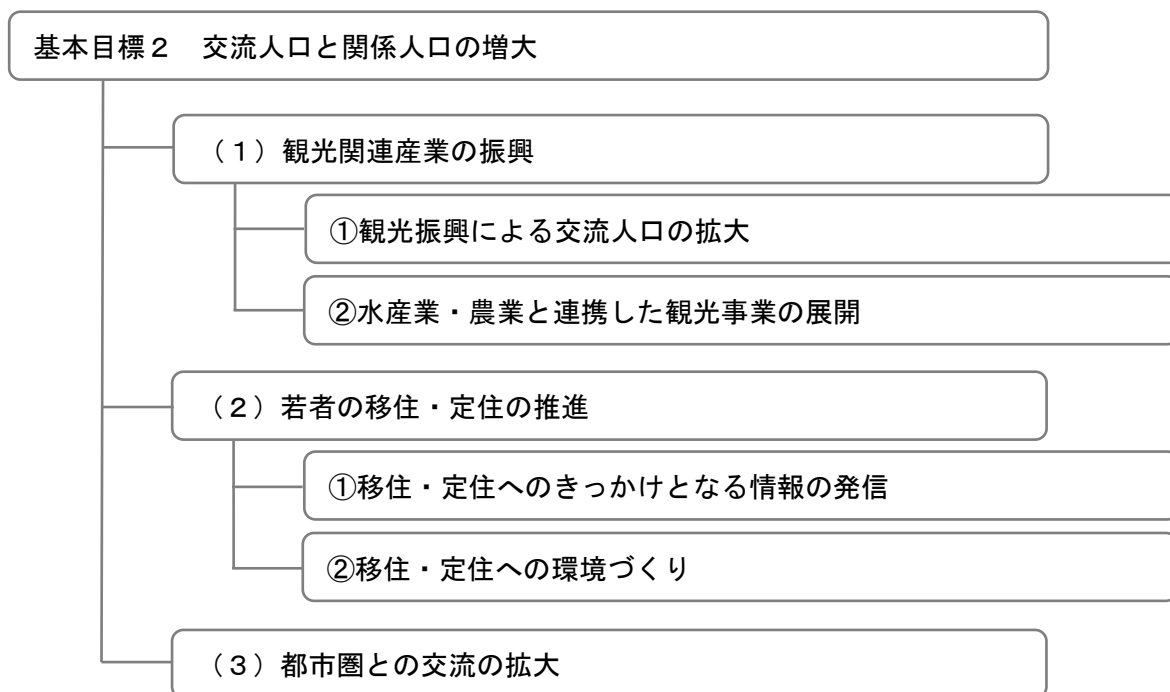 基本目標２　交流人口と関係人口の増大
（１）観光関連産業の振興
①観光振興による交流人口の拡大
②水産業・農業と連携した観光事業の展開
（２）若者の移住・定住の推進
①移住・定住へのきっかけとなる情報の発信
②移住・定住への環境づくり
（３）都市圏との交流の拡大